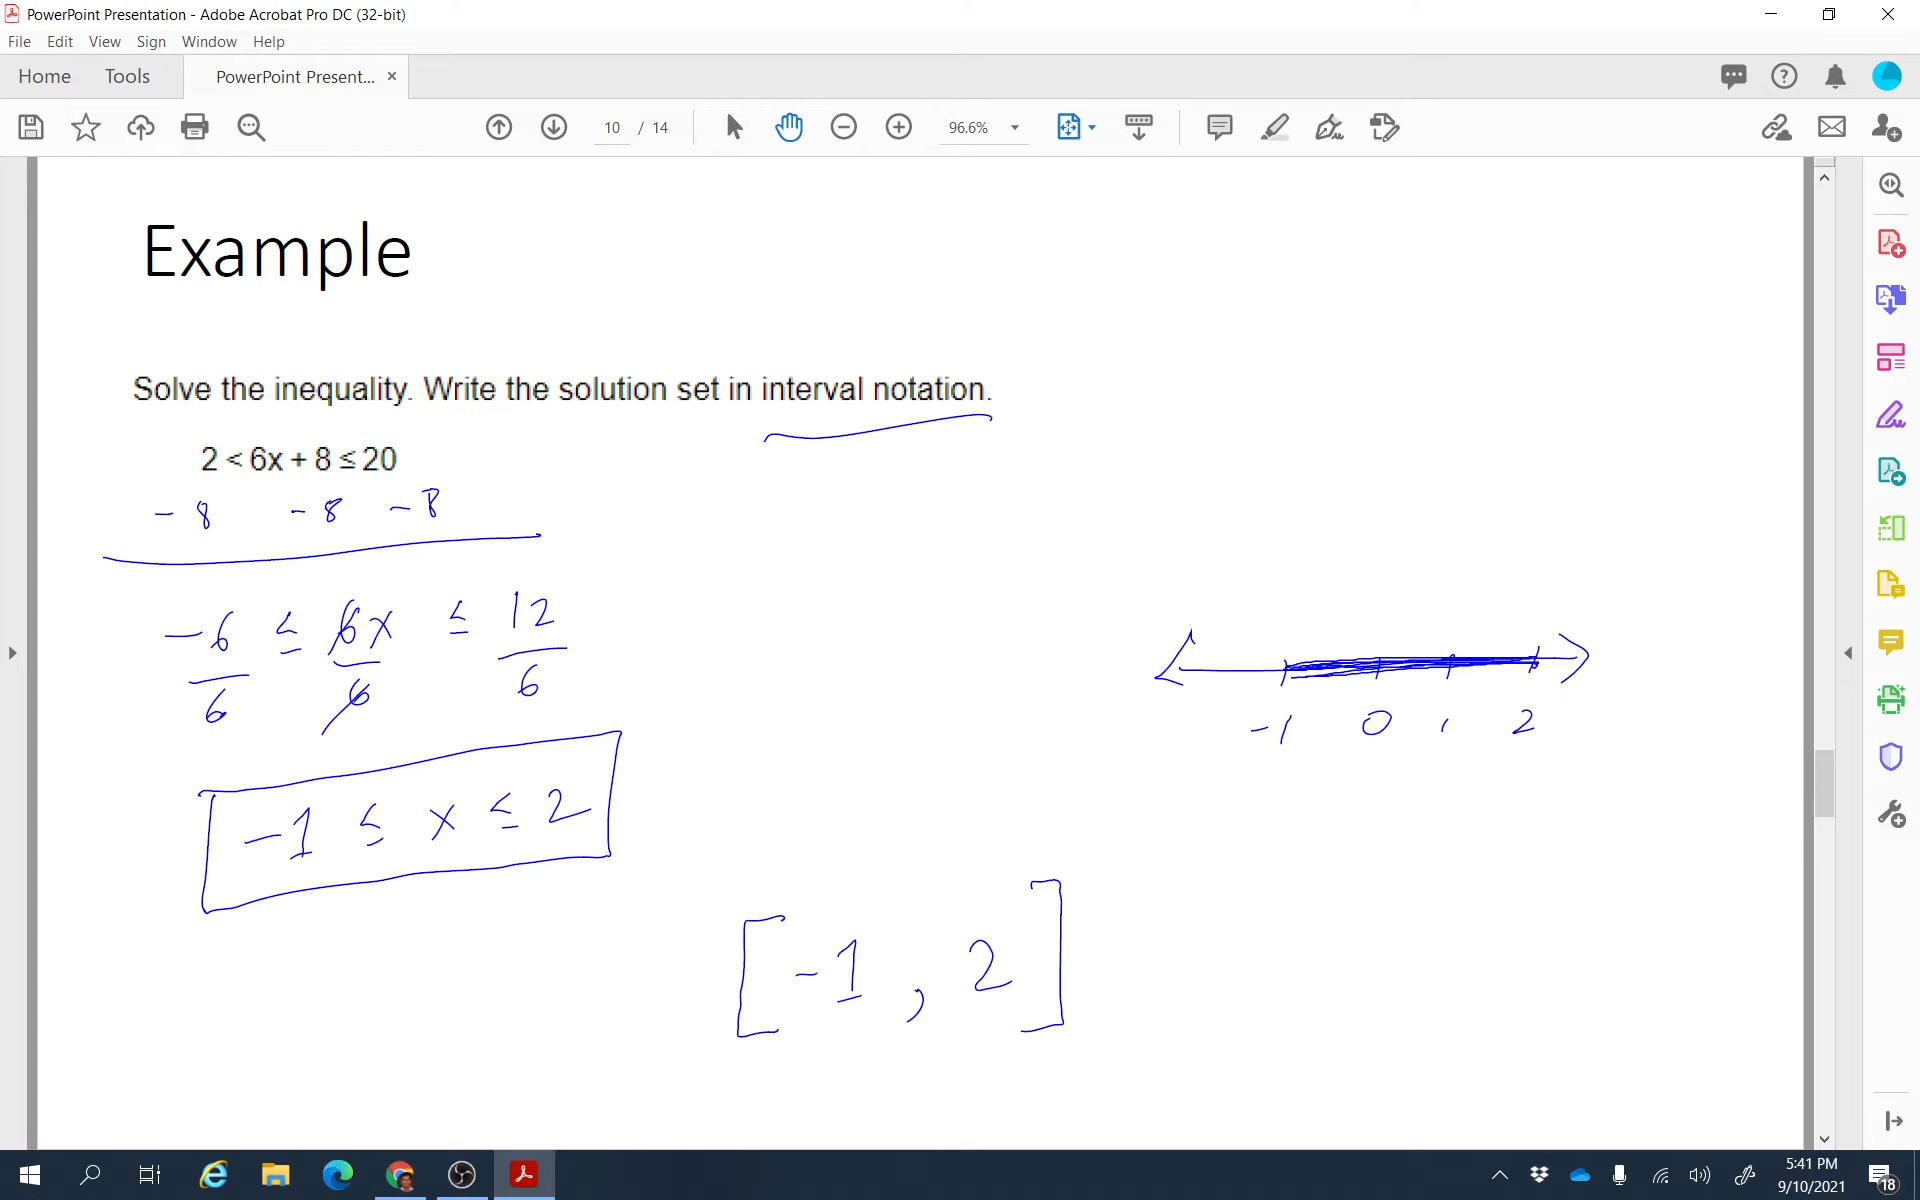 PowerPoint Presentation - Adobe Acrobat Pro DC (32-bit)
File Edit View Sign Window Help
Home Tools PowerPoint Present... ×
10 / 14 96.6%
Example
Solve the inequality. Write the solution set in interval notation.
2 < 6x + 8 ≤ 20
- 8 - 8 - 8
-6 ≤ 6x ≤ 12
6 6 6
-1 ≤ x ≤ 2
-1 0 1 2
[-1 , 2]
5:41 PM
9/10/2021
18